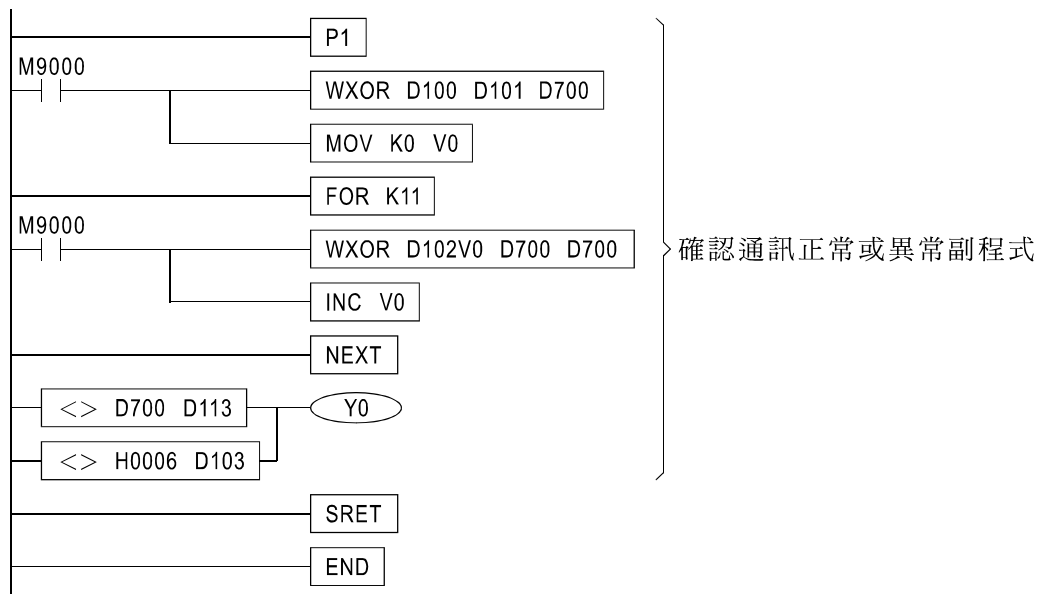 P1
M9000
WXOR D100 D101 D700
MOV K0 V0
FOR K11
M9000
WXOR D102V0 D700 D700
確認通訊正常或異常副程式
INC V0
NEXT
<> D700 D113
Y0
<> H0006 D103
SRET
END